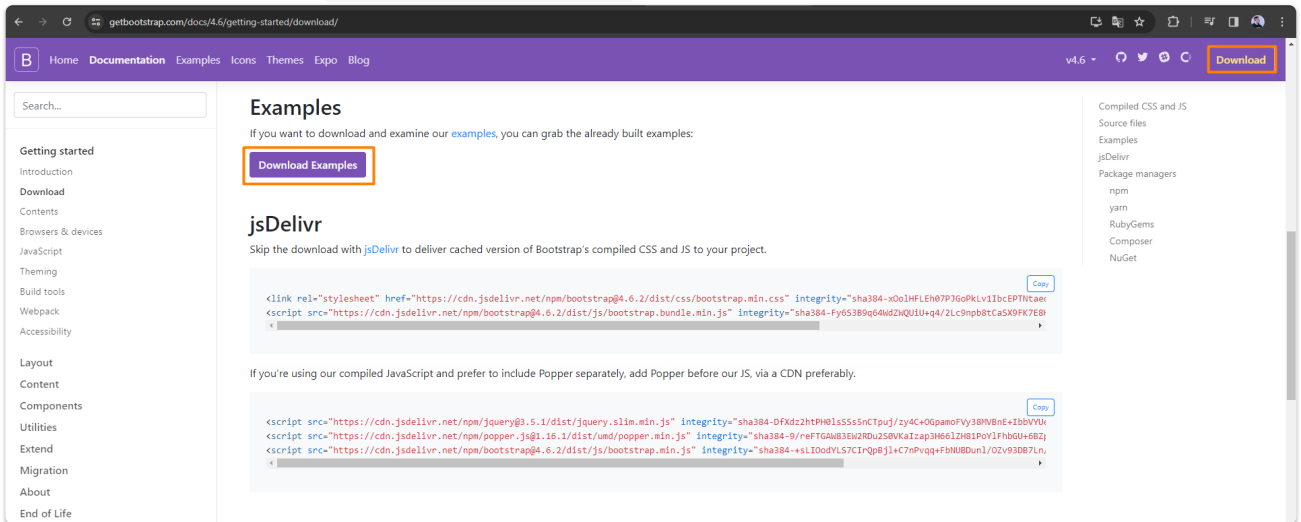 getbootstrap.com/docs/4.6/getting-started/download/
B Home Documentation Examples Icons Themes Expo Blog v4.6 Download
Search...
Getting started
Introduction
Download
Contents
Browsers & devices
JavaScript
Theming
Build tools
Webpack
Accessibility
Layout
Content
Components
Utilities
Extend
Migration
About
End of Life
Examples
If you want to download and examine our examples, you can grab the already built examples:
Download Examples
jsDelivr
Skip the download with jsDelivr to deliver cached version of Bootstrap's compiled CSS and JS to your project.
Copy
<link rel="stylesheet" href="https://cdn.jsdelivr.net/npm/bootstrap@4.6.2/dist/css/bootstrap.min.css" integrity="sha384-xOolHFLEh07PJGoPkLv1IbcEPTNtaec
<script src="https://cdn.jsdelivr.net/npm/bootstrap@4.6.2/dist/js/bootstrap.bundle.min.js" integrity="sha384-Fy6S3B9q64WdZWQUiU+q4/2Lc9npb8tCaSX9FK7E8H
If you're using our compiled JavaScript and prefer to include Popper separately, add Popper before our JS, via a CDN preferably.
Copy
<script src="https://cdn.jsdelivr.net/npm/jquery@3.5.1/dist/jquery.slim.min.js" integrity="sha384-DfXdz2htPH0lsSSs5nCTpuj/zy4C+OGpamoFVy38MVBnE+IbbVYUe
<script src="https://cdn.jsdelivr.net/npm/popper.js@1.16.1/dist/umd/popper.min.js" integrity="sha384-9/reFTGAW83EW2RDu2S0VKaIzap3H66lZH81PoYlFhbGU+6BZp
<script src="https://cdn.jsdelivr.net/npm/bootstrap@4.6.2/dist/js/bootstrap.min.js" integrity="sha384-+sLIOodYLS7CIrQpBjl+C7nPvqq+FbNUBDunl/OZv93DB7Ln/
Compiled CSS and JS
Source files
Examples
jsDelivr
Package managers
npm
yarn
RubyGems
Composer
NuGet